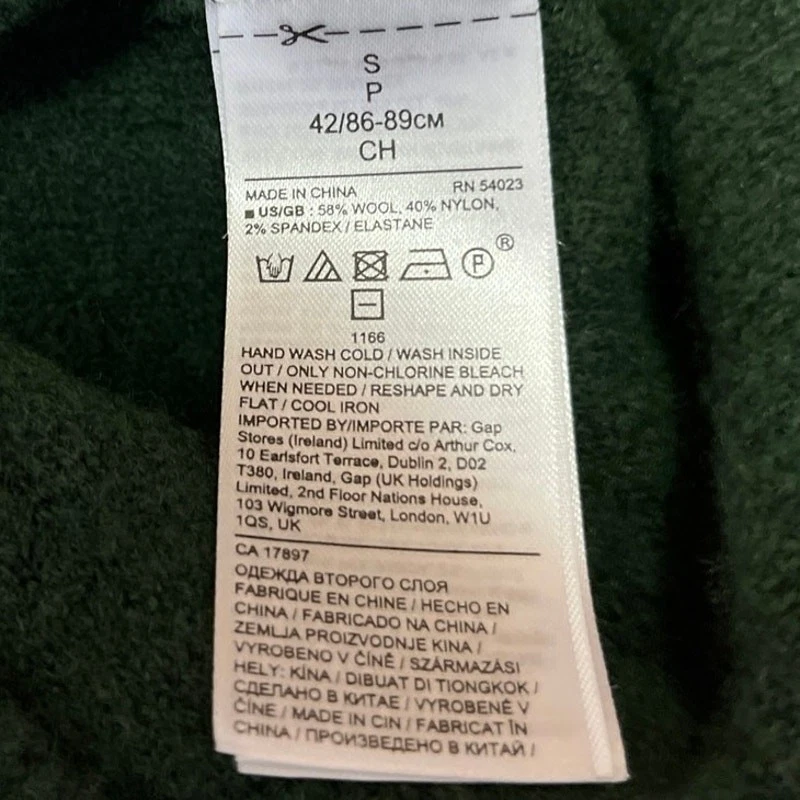 S
P
42/86-89CM
CH
MADE IN CHINA RN 54023
US/GB : 58% WOOL, 40% NYLON,
2% SPANDEX / ELASTANE
P ®
1166
HAND WASH COLD / WASH INSIDE
OUT / ONLY NON-CHLORINE BLEACH
WHEN NEEDED / RESHAPE AND DRY
FLAT / COOL IRON
IMPORTED BY/IMPORTE PAR: Gap
Stores (Ireland) Limited c/o Arthur Cox,
10 Earlsfort Terrace, Dublin 2, D02
T380, Ireland, Gap (UK Holdings)
Limited, 2nd Floor Nations House,
103 Wigmore Street, London, W1U
1QS, UK
CA 17897
ОДЕЖДА ВТОРОГО СЛОЯ
FABRIQUE EN CHINE / HECHO EN
CHINA / FABRICADO NA CHINA /
ZEMLJA PROIZVODNJE KINA /
VYROBENO V ČÍNĚ / SZÁRMAZÁSI
HELY: KÍNA / DIBUAT DI TIONGKOK /
СДЕЛАНО В КИТАЕ / VYROBENÉ V
ČÍNE / MADE IN CIN / FABRICAT ÎN
CHINA / ПРОИЗВЕДЕНО В КИТАЙ /